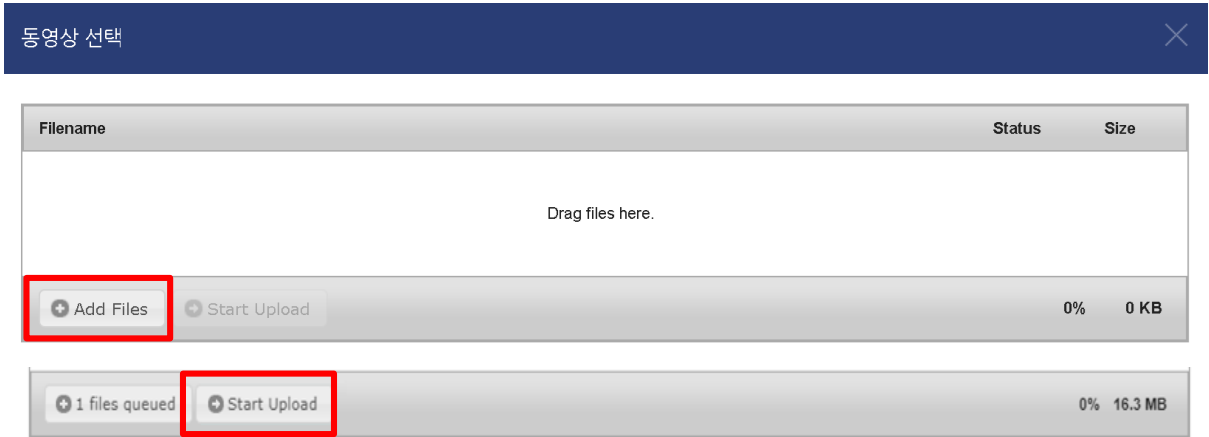 동영상 선택
Filename Status Size
Drag files here.
Add Files Start Upload 0% 0 KB
1 files queued Start Upload 0% 16.3 MB